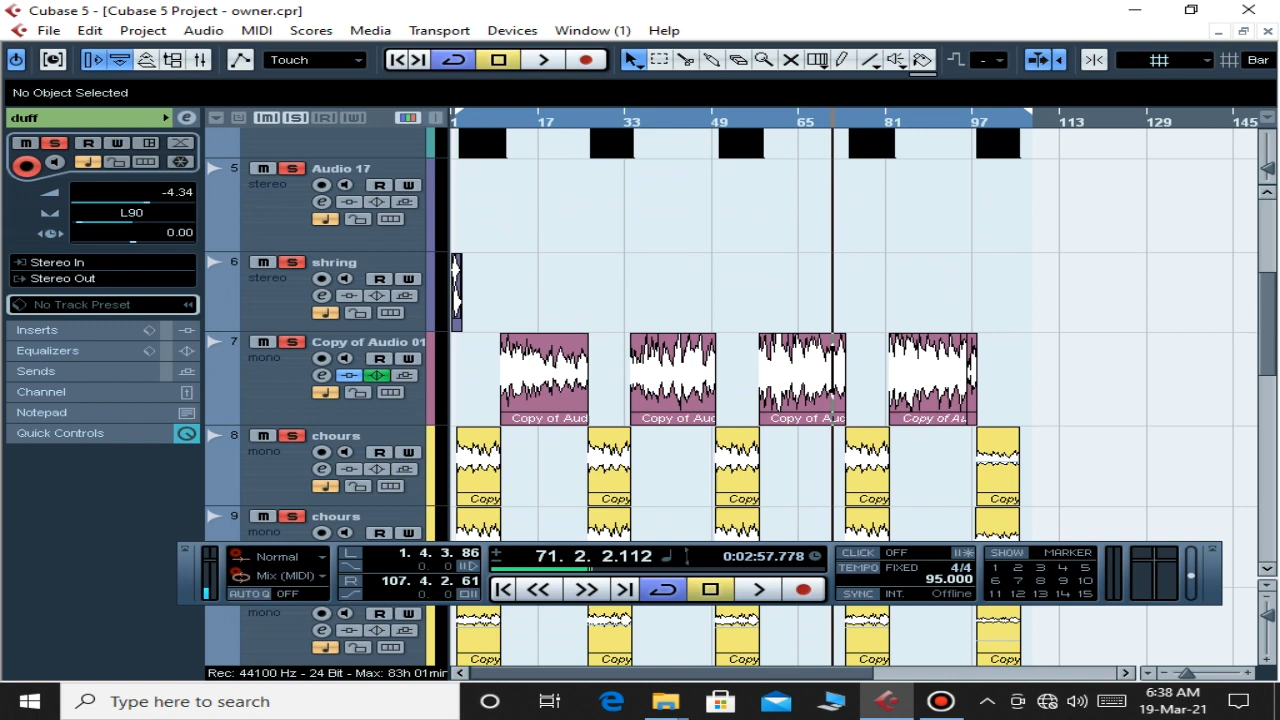 Cubase 5 - [Cubase 5 Project - owner.cpr]
File Edit Project Audio MIDI Scores Media Transport Devices Window (1) Help
Touch
Bar
No Object Selected
duff
1 17 33 49 65 81 97 113 129 145
-4.34
L90
0.00
Stereo In
Stereo Out
No Track Preset
Inserts
Equalizers
Sends
Channel
Notepad
Quick Controls
5 m S Audio 17
stereo R W
6 m S shring
stereo R W
7 m S Copy of Audio 01
mono R W
Copy of Aud Copy of Aud Copy of Aud Copy of A
8 m S chours
mono R W
Copy Copy Copy Copy Copy
9 m S chours
mono R W
Normal
Mix (MIDI)
AUTO Q OFF
L 1. 4. 3. 86
0. 0
R 107. 4. 2. 61
0. 0
71. 2. 2.112 0:02:57.778
CLICK OFF
TEMPO FIXED 4/4
95.000
SYNC INT. Offline
SHOW MARKER
1 2 3 4 5
6 7 8 9 10
11 12 13 14 15
mono R W
Copy Copy Copy Copy Copy
Rec: 44100 Hz - 24 Bit - Max: 83h 01min
Type here to search
6:38 AM
19-Mar-21